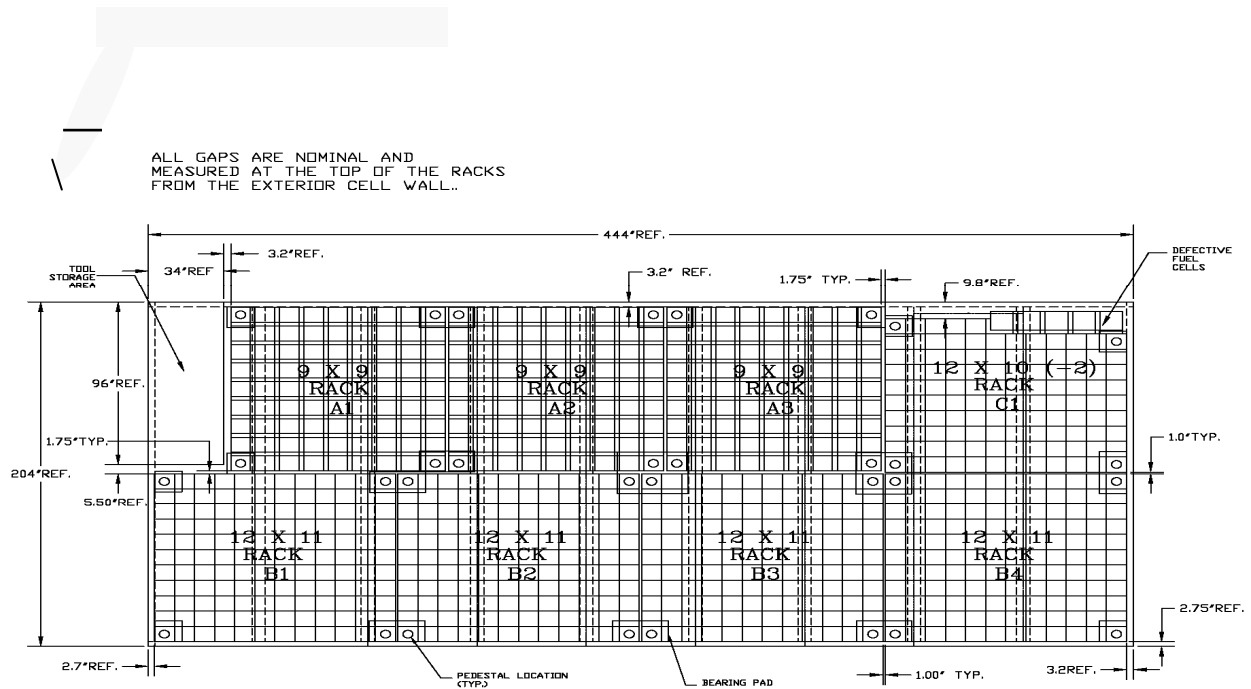 ALL GAPS ARE NOMINAL AND
MEASURED AT THE TOP OF THE RACKS
FROM THE EXTERIOR CELL WALL..
444"REF.
3.2"REF.
34"REF
TOOL
STORAGE
AREA
3.2" REF.
1.75" TYP.
9.8"REF.
DEFECTIVE
FUEL
CELLS
9 X 9
RACK
A1
9 X 9
RACK
A2
9 X 9
RACK
A3
12 X 10 (-2)
RACK
C1
96"REF.
1.75"TYP.
204"REF.
5.50"REF.
1.0"TYP.
12 X 11
RACK
B1
12 X 11
RACK
B2
12 X 11
RACK
B3
12 X 11
RACK
B4
2.75"REF.
2.7"REF.
PEDESTAL LOCATION
(TYP.)
BEARING PAD
1.00" TYP.
3.2REF.